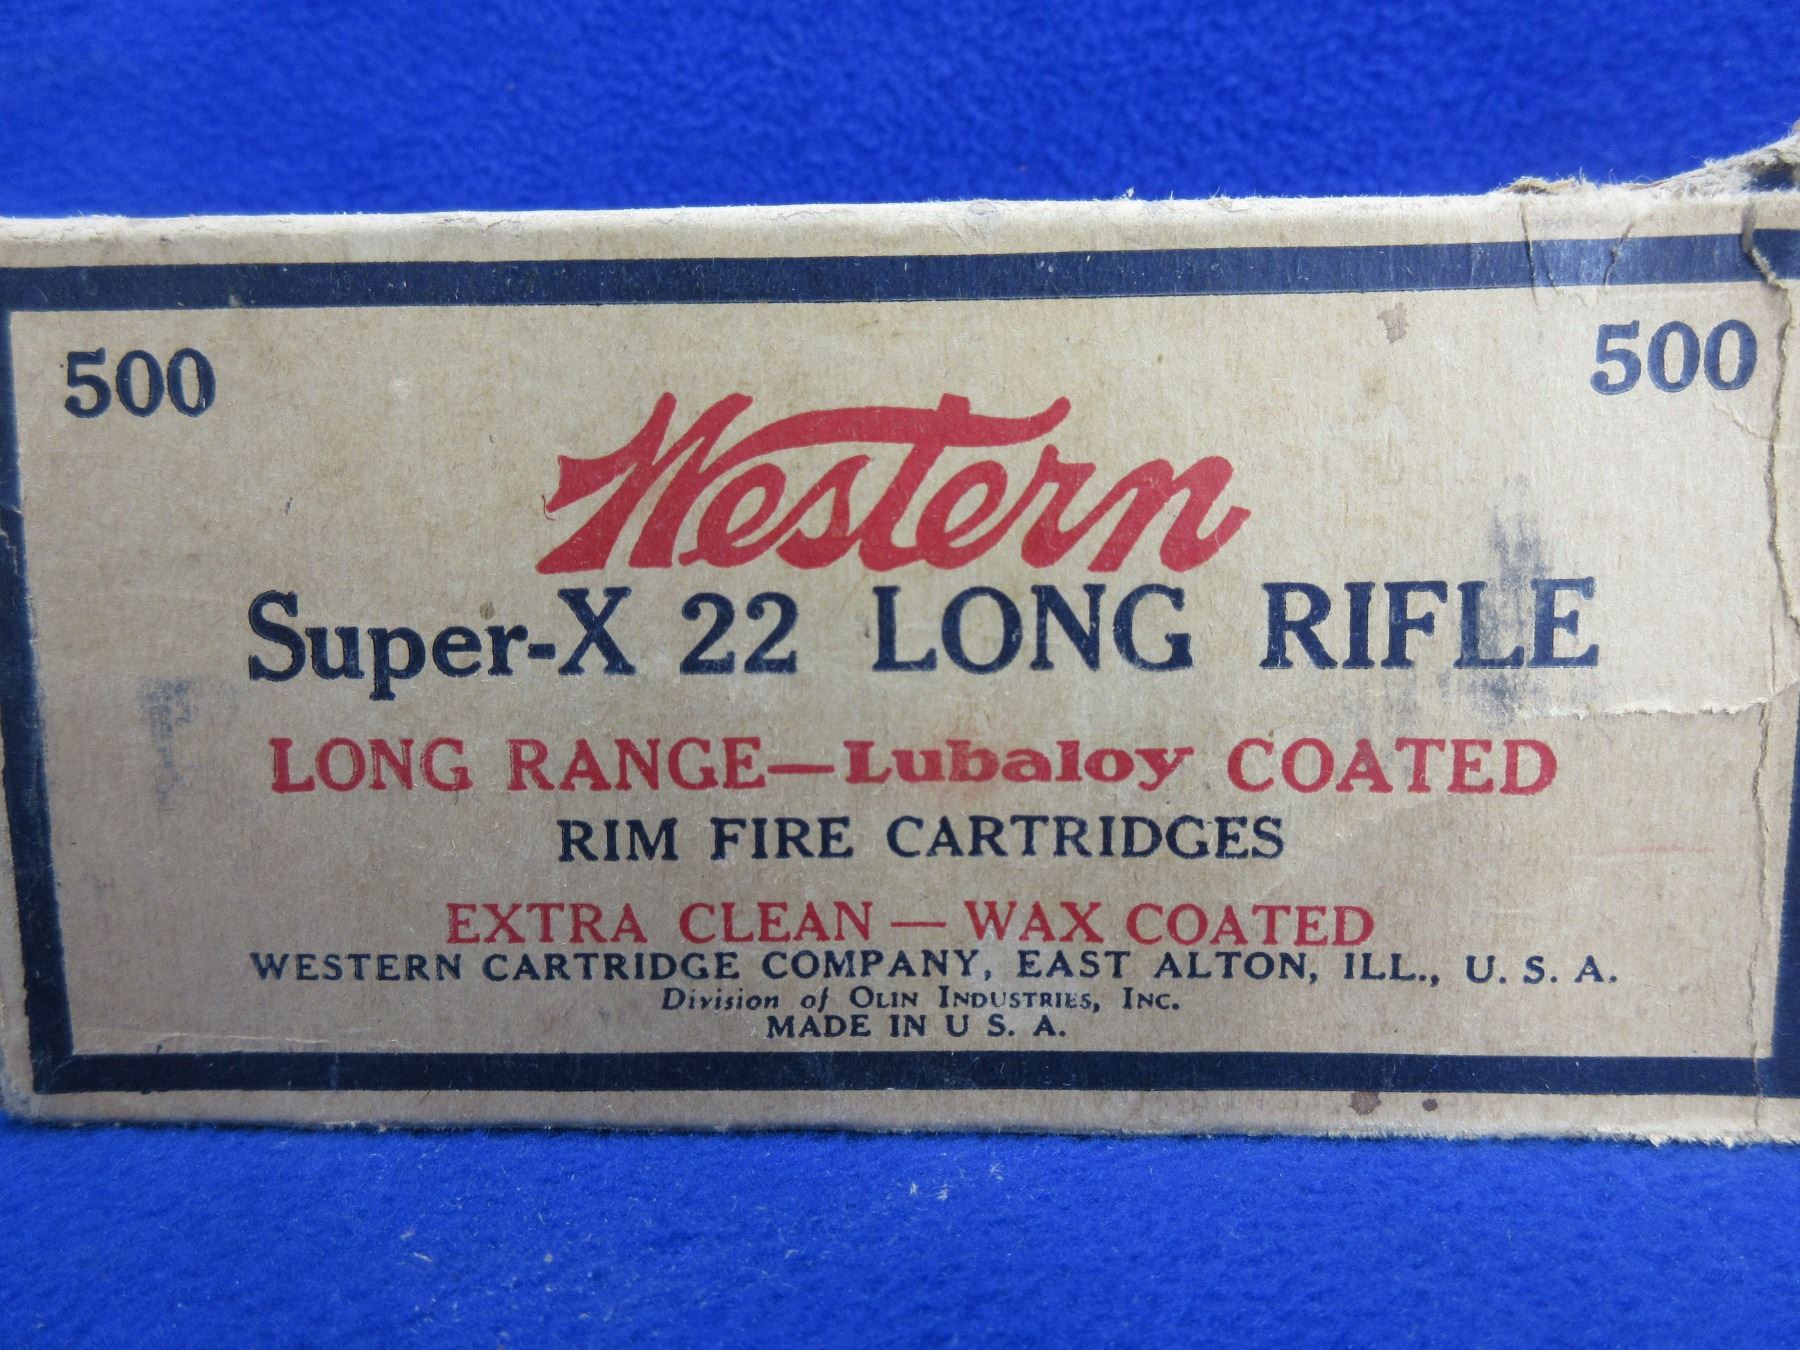 500
500
Western
Super-X 22 LONG RIFLE
LONG RANGE—Lubaloy COATED
RIM FIRE CARTRIDGES
EXTRA CLEAN — WAX COATED
WESTERN CARTRIDGE COMPANY, EAST ALTON, ILL., U. S. A.
Division of OLIN INDUSTRIES, INC.
MADE IN U S. A.